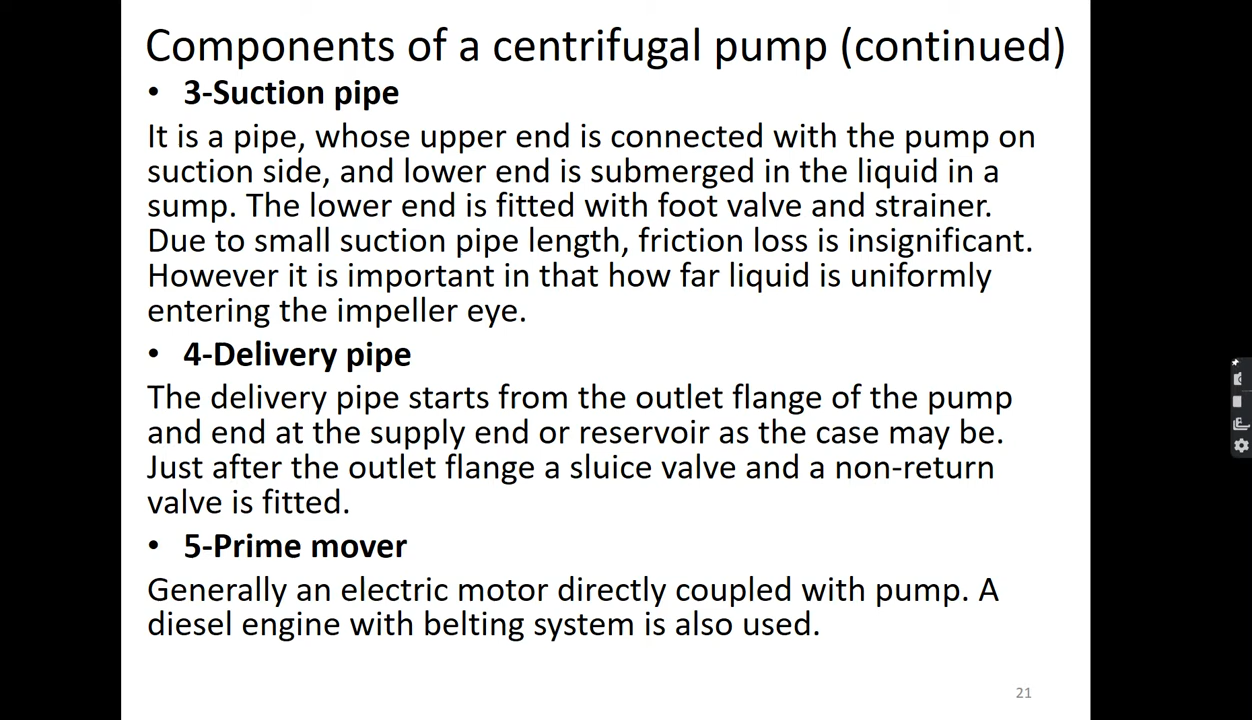 Components of a centrifugal pump (continued)
• 3-Suction pipe
It is a pipe, whose upper end is connected with the pump on
suction side, and lower end is submerged in the liquid in a
sump. The lower end is fitted with foot valve and strainer.
Due to small suction pipe length, friction loss is insignificant.
However it is important in that how far liquid is uniformly
entering the impeller eye.
• 4-Delivery pipe
The delivery pipe starts from the outlet flange of the pump
and end at the supply end or reservoir as the case may be.
Just after the outlet flange a sluice valve and a non-return
valve is fitted.
• 5-Prime mover
Generally an electric motor directly coupled with pump. A
diesel engine with belting system is also used.
21